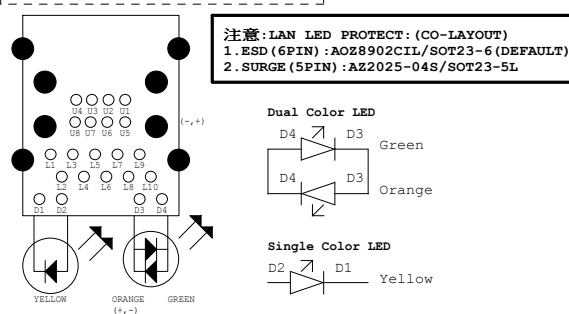 注意:LAN LED PROTECT:(CO-LAYOUT)
1.ESD(6PIN):AOZ8902CIL/SOT23-6(DEFAULT)
2.SURGE(5PIN):AZ2025-04S/SOT23-5L
U4 U3 U2 U1
U8 U7 U6 U5
(-,+)
L1 L3 L5 L7 L9
L2 L4 L6 L8 L10
D1 D2 D3 D4
YELLOW
ORANGE GREEN
(+,-)
Dual Color LED
D4 D3
Green
D4 D3
Orange
Single Color LED
D2 D1
Yellow